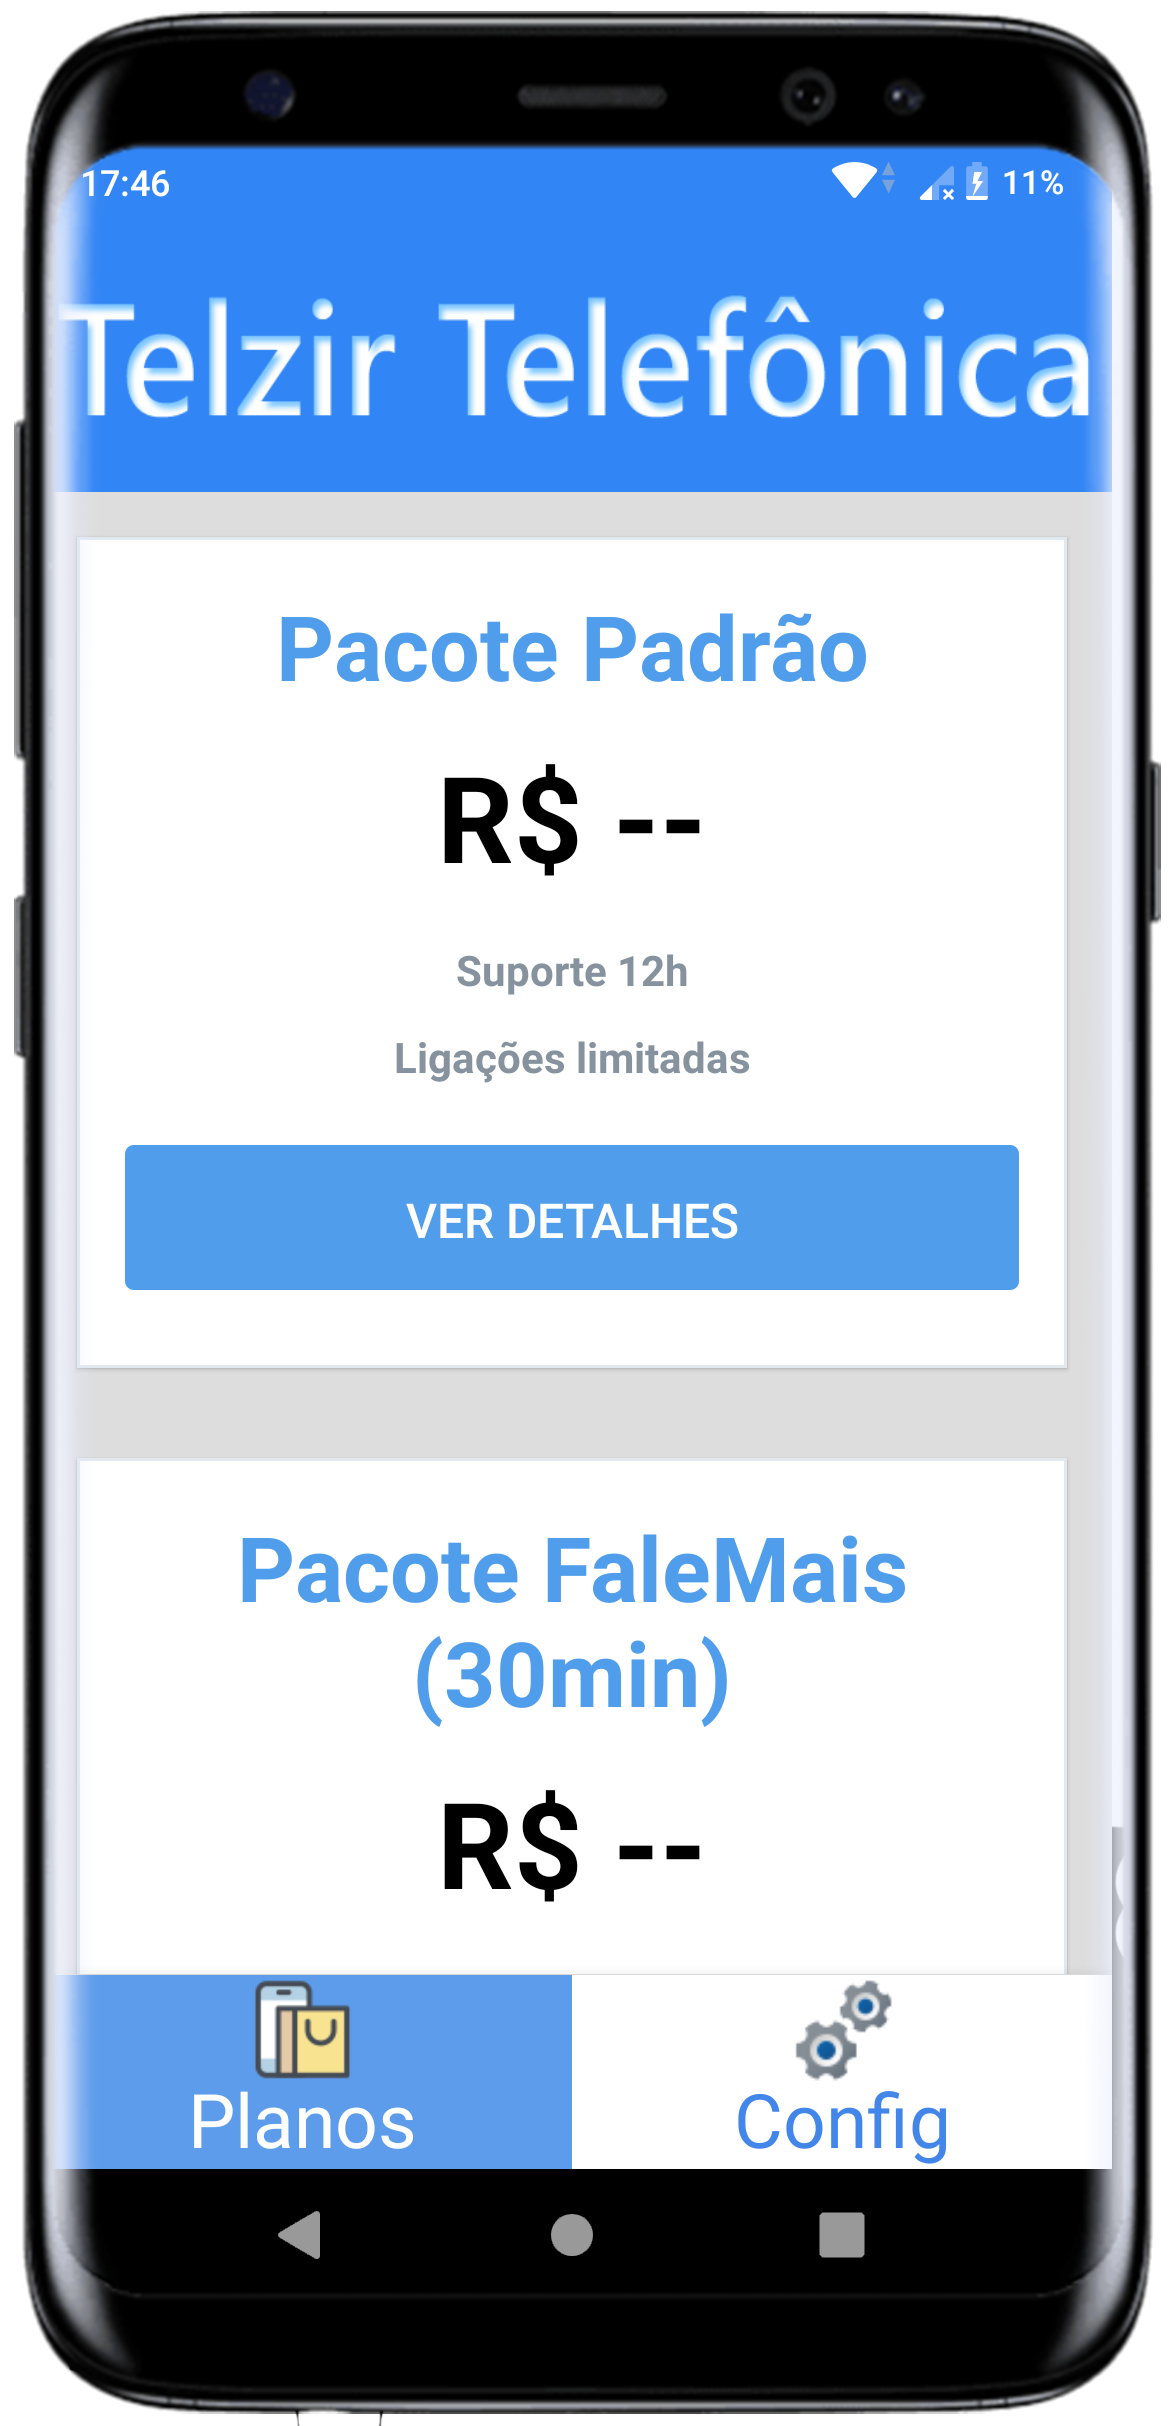 17:46
11%
Telzir Telefônica
Pacote Padrão
R$ --
Suporte 12h
Ligações limitadas
VER DETALHES
Pacote FaleMais
(30min)
R$ --
Planos
Config